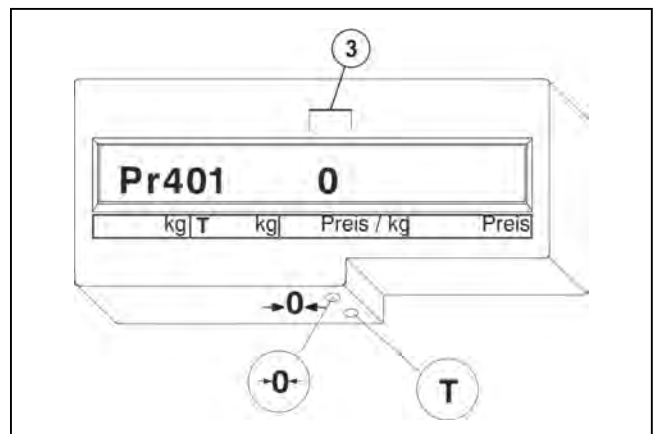 3
Pr401 0
kg T kg Preis / kg Preis
→0←
→0← T